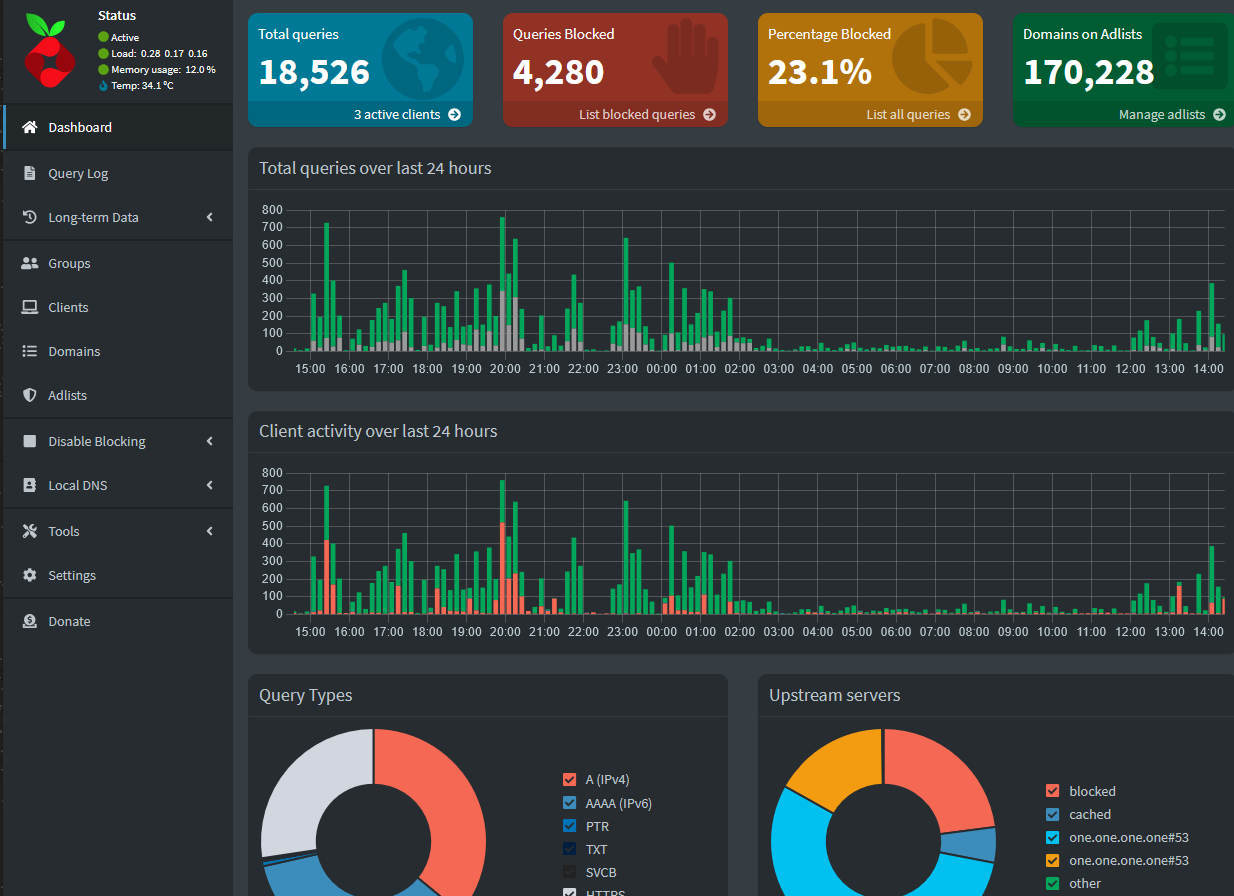 Status
Active
Load: 0.28 0.17 0.16
Memory usage: 12.0 %
Temp: 34.1 °C
Dashboard
Query Log
Long-term Data
Groups
Clients
Domains
Adlists
Disable Blocking
Local DNS
Tools
Settings
Donate
Total queries
18,526
3 active clients
Queries Blocked
4,280
List blocked queries
Percentage Blocked
23.1%
List all queries
Domains on Adlists
170,228
Manage adlists
Total queries over last 24 hours
800
700
600
500
400
300
200
100
0
15:00 16:00 17:00 18:00 19:00 20:00 21:00 22:00 23:00 00:00 01:00 02:00 03:00 04:00 05:00 06:00 07:00 08:00 09:00 10:00 11:00 12:00 13:00 14:00
Client activity over last 24 hours
800
700
600
500
400
300
200
100
0
15:00 16:00 17:00 18:00 19:00 20:00 21:00 22:00 23:00 00:00 01:00 02:00 03:00 04:00 05:00 06:00 07:00 08:00 09:00 10:00 11:00 12:00 13:00 14:00
Query Types
A (IPv4)
AAAA (IPv6)
PTR
TXT
SVCB
HTTPS
Upstream servers
blocked
cached
one.one.one.one#53
one.one.one.one#53
other